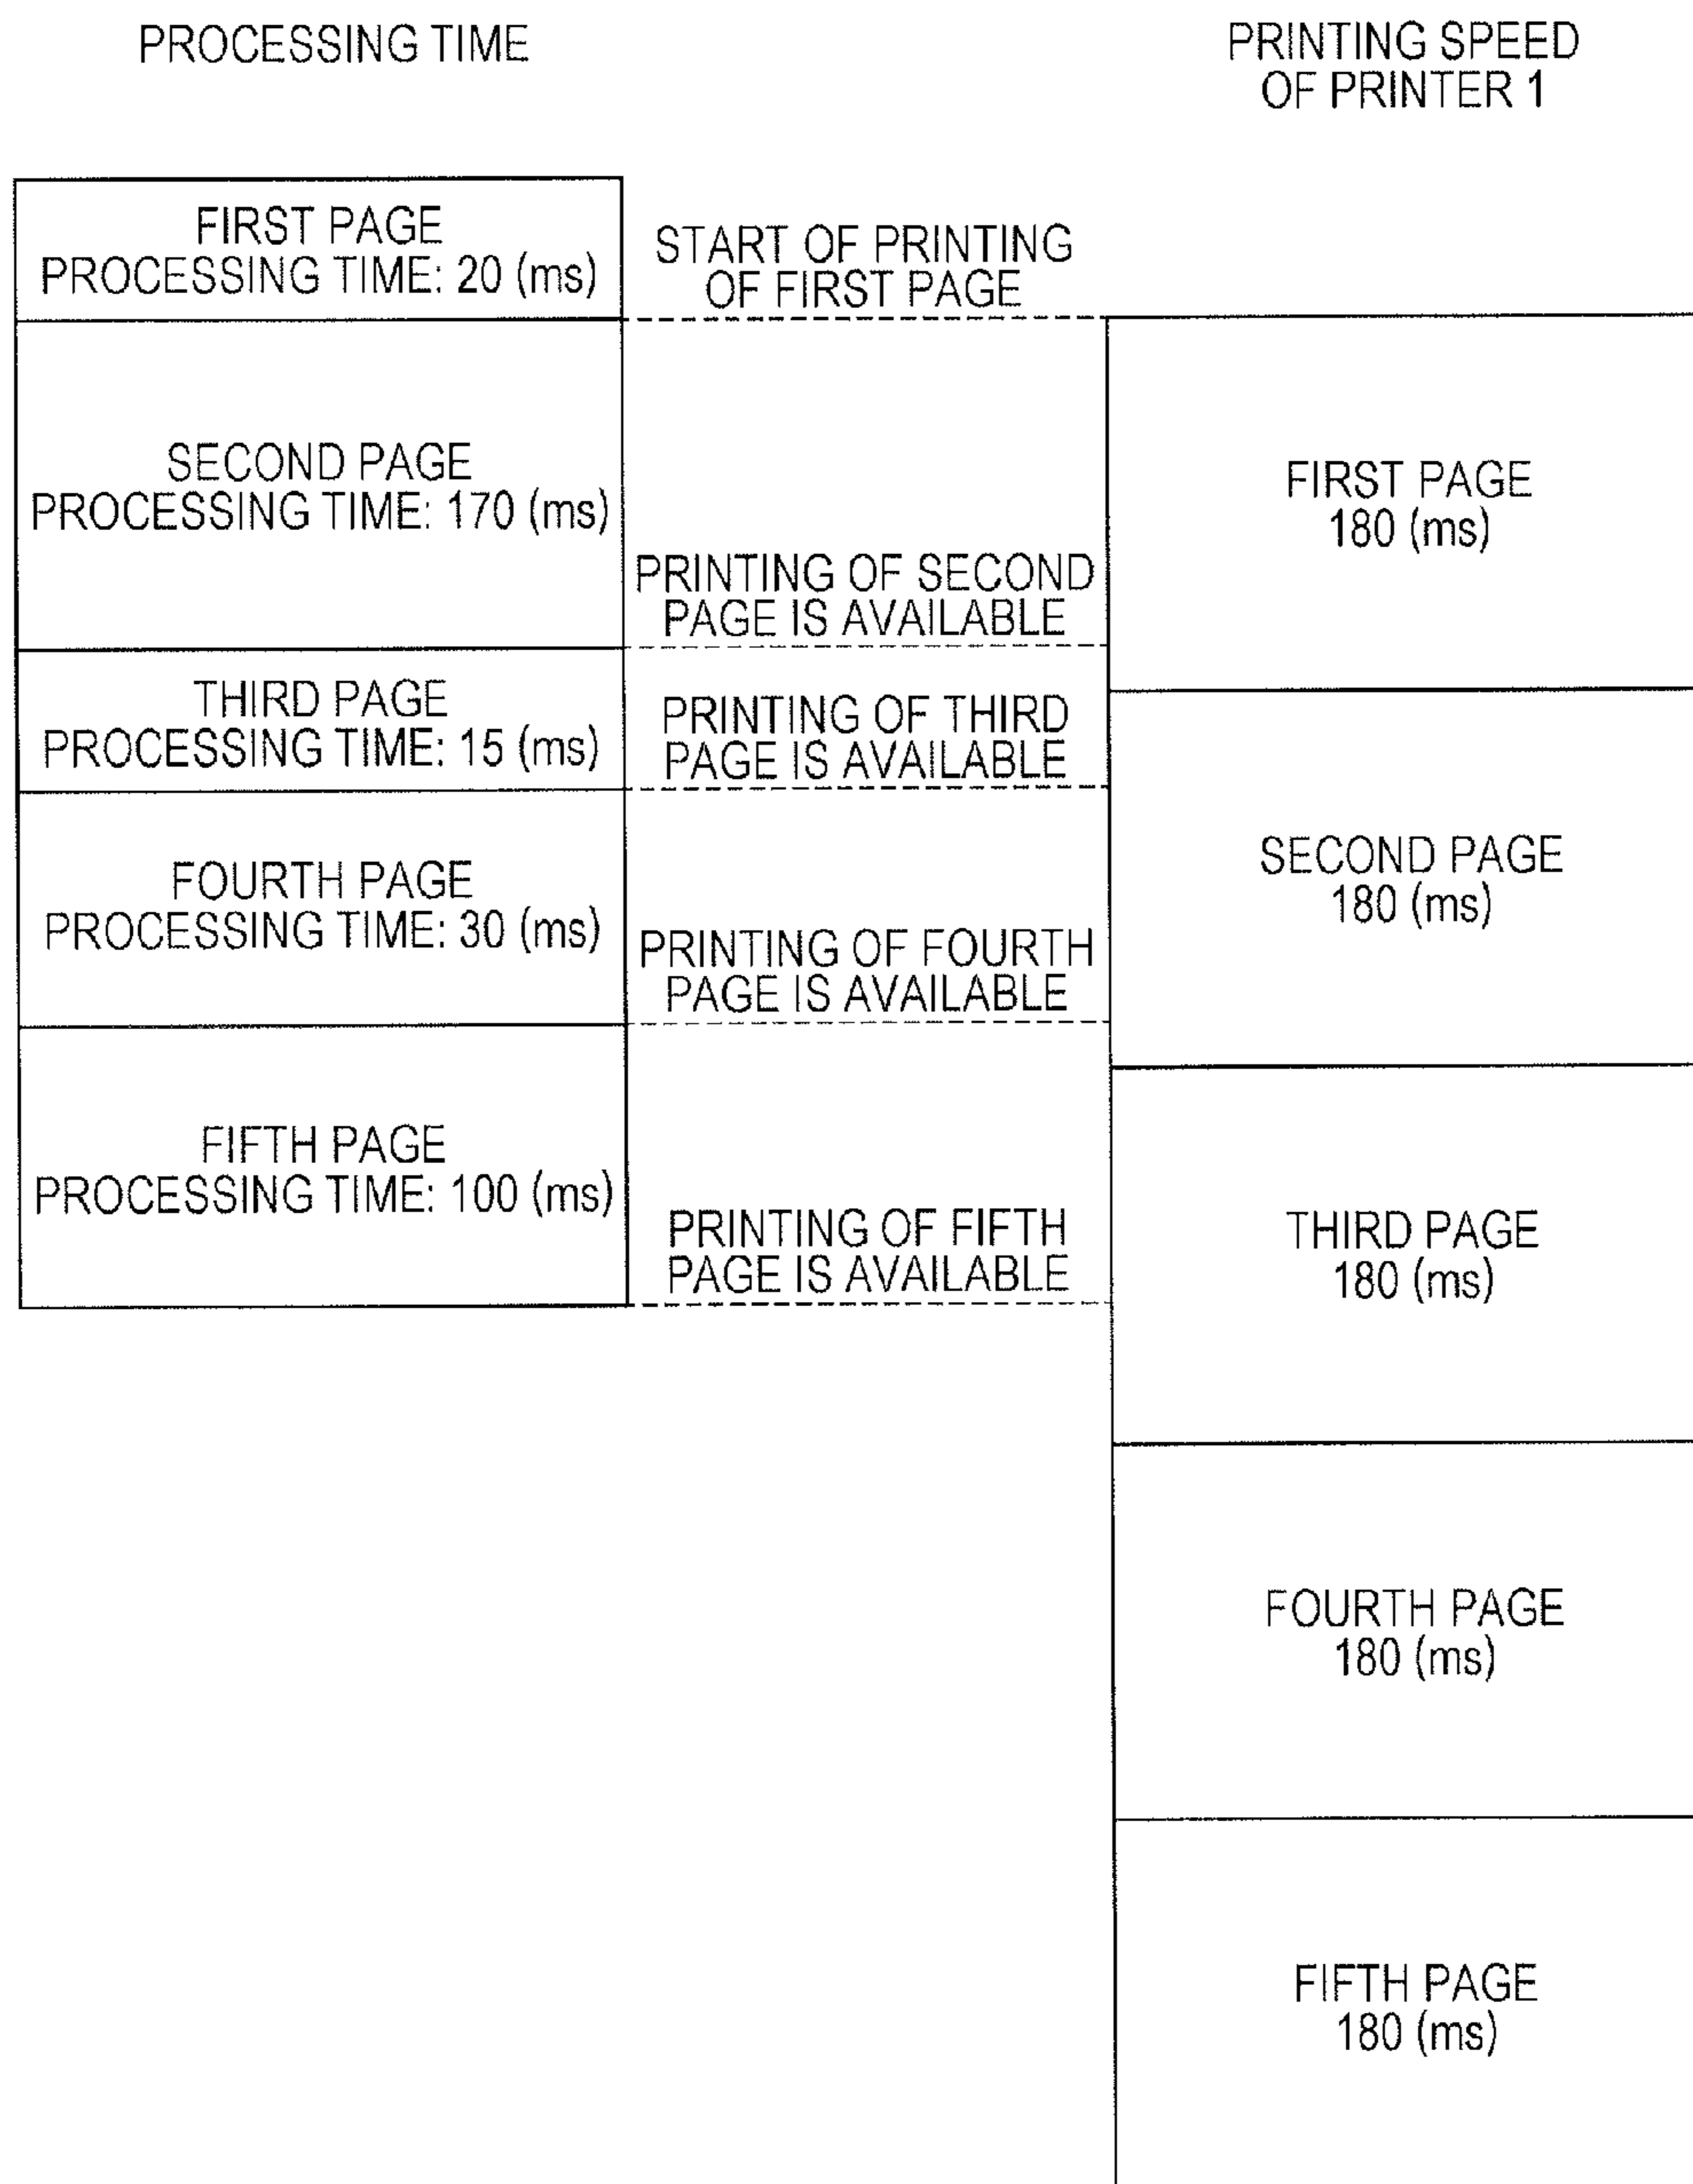 PROCESSING TIME
PRINTING SPEED
OF PRINTER 1
FIRST PAGE
PROCESSING TIME: 20 (ms)
START OF PRINTING
OF FIRST PAGE
SECOND PAGE
PROCESSING TIME: 170 (ms)
PRINTING OF SECOND
PAGE IS AVAILABLE
FIRST PAGE
180 (ms)
THIRD PAGE
PROCESSING TIME: 15 (ms)
PRINTING OF THIRD
PAGE IS AVAILABLE
FOURTH PAGE
PROCESSING TIME: 30 (ms)
PRINTING OF FOURTH
PAGE IS AVAILABLE
SECOND PAGE
180 (ms)
FIFTH PAGE
PROCESSING TIME: 100 (ms)
PRINTING OF FIFTH
PAGE IS AVAILABLE
THIRD PAGE
180 (ms)
FOURTH PAGE
180 (ms)
FIFTH PAGE
180 (ms)